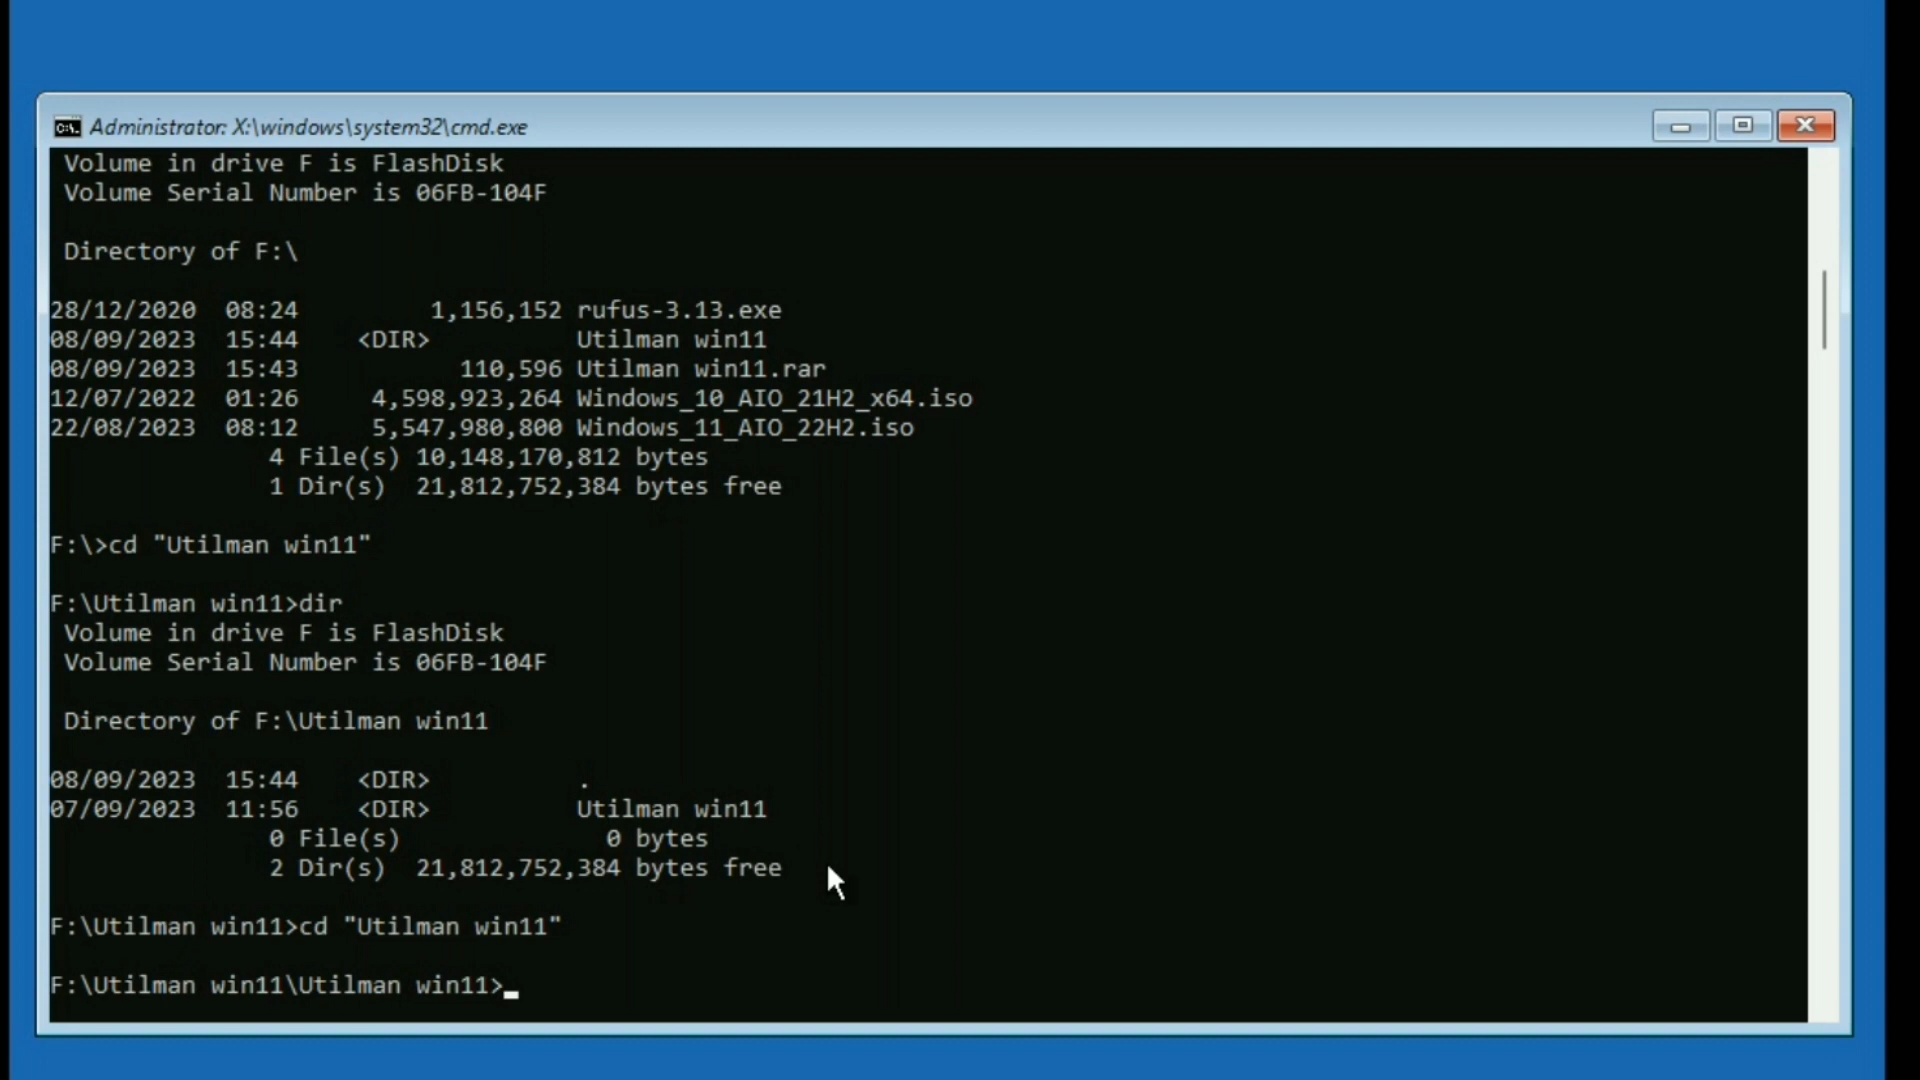 Administrator: X:\windows\system32\cmd.exe
Volume in drive F is FlashDisk
Volume Serial Number is 06FB-104F
Directory of F:\
28/12/2020 08:24 1,156,152 rufus-3.13.exe
08/09/2023 15:44 <DIR> Utilman win11
08/09/2023 15:43 110,596 Utilman win11.rar
12/07/2022 01:26 4,598,923,264 Windows_10_AIO_21H2_x64.iso
22/08/2023 08:12 5,547,980,800 Windows_11_AIO_22H2.iso
4 File(s) 10,148,170,812 bytes
1 Dir(s) 21,812,752,384 bytes free
F:\>cd "Utilman win11"
F:\Utilman win11>dir
Volume in drive F is FlashDisk
Volume Serial Number is 06FB-104F
Directory of F:\Utilman win11
08/09/2023 15:44 <DIR> .
07/09/2023 11:56 <DIR> Utilman win11
0 File(s) 0 bytes
2 Dir(s) 21,812,752,384 bytes free
F:\Utilman win11>cd "Utilman win11"
F:\Utilman win11\Utilman win11>